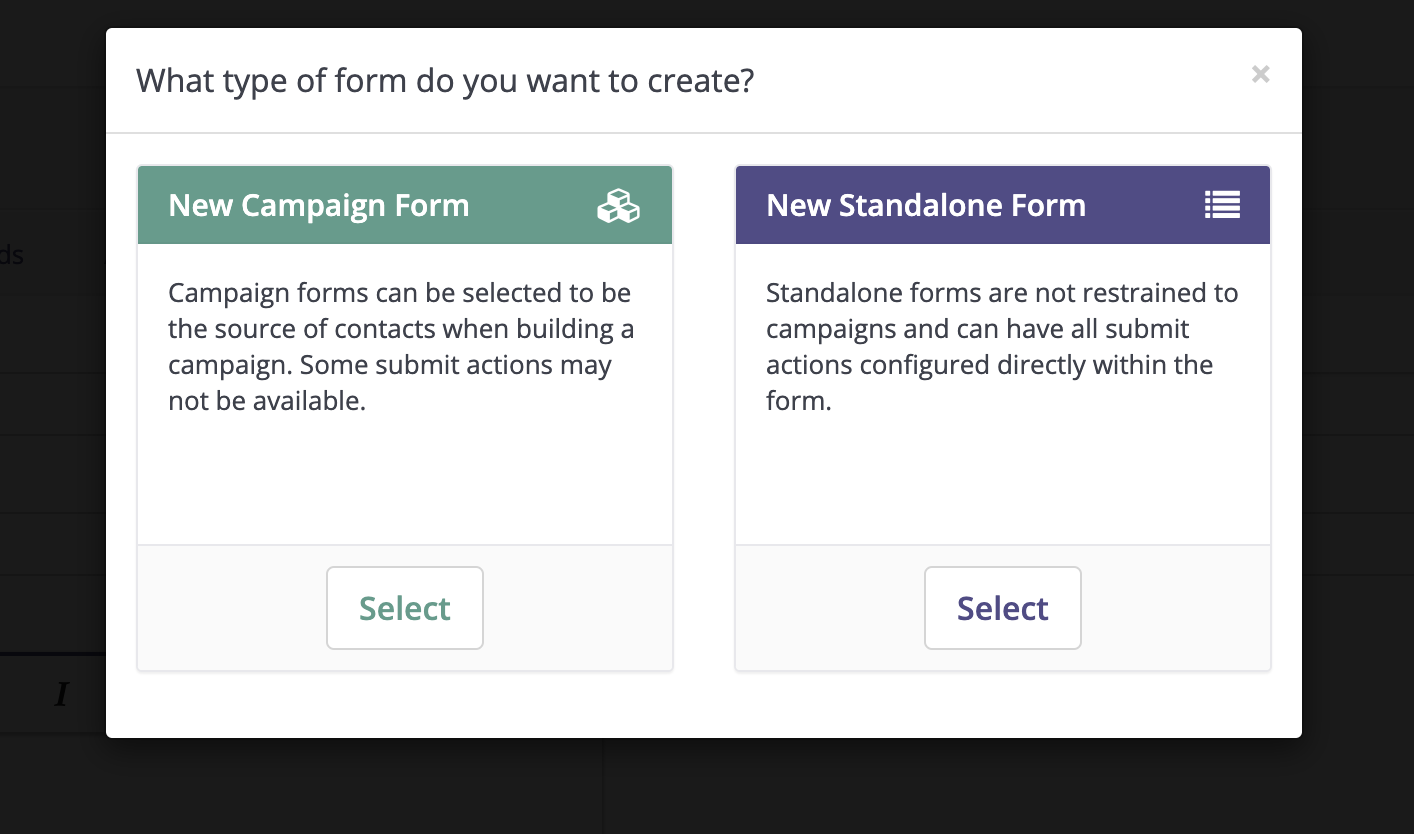 What type of form do you want to create?
×
New Campaign Form
Campaign forms can be selected to be
the source of contacts when building a
campaign. Some submit actions may
not be available.
Select
New Standalone Form
Standalone forms are not restrained to
campaigns and can have all submit
actions configured directly within the
form.
Select
ds
I